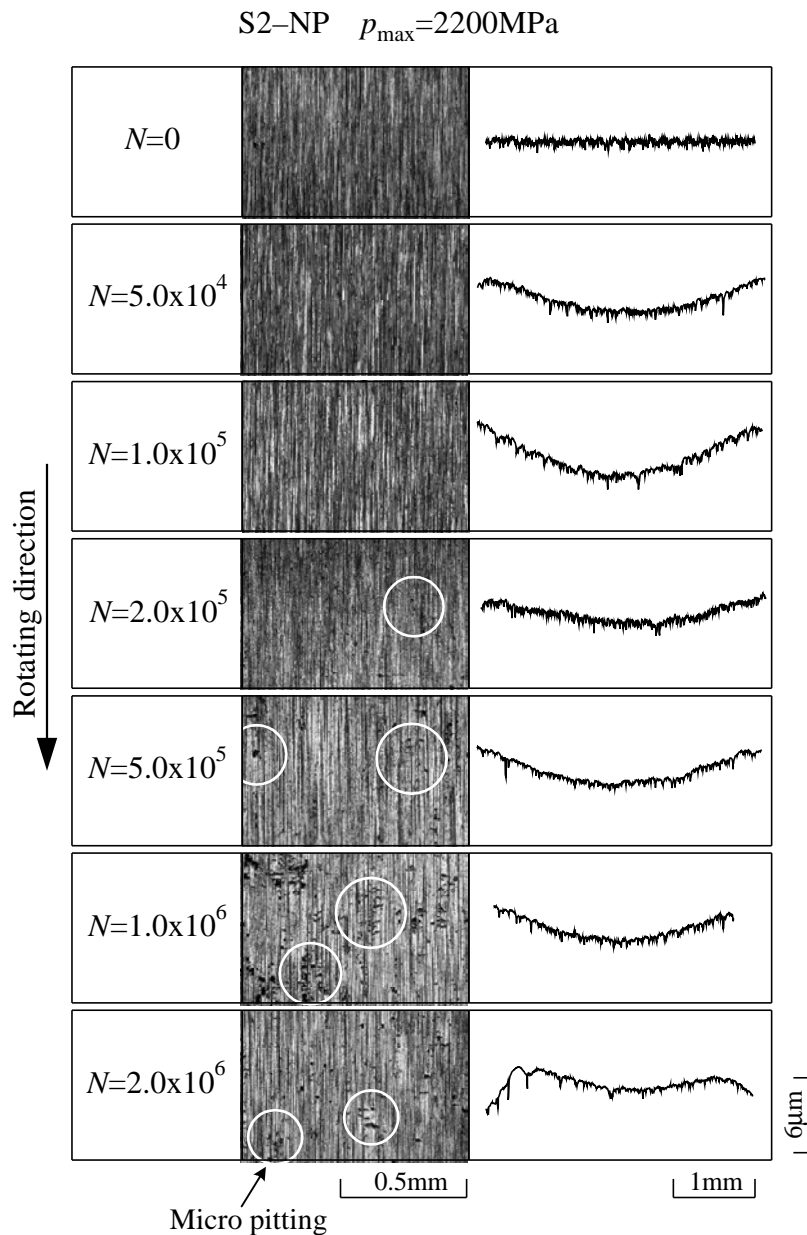 S2–NP p_max=2200MPa
N=0
N=5.0x10^4
N=1.0x10^5
N=2.0x10^5
N=5.0x10^5
N=1.0x10^6
N=2.0x10^6
Rotating direction
9μm
0.5mm
1mm
Micro pitting